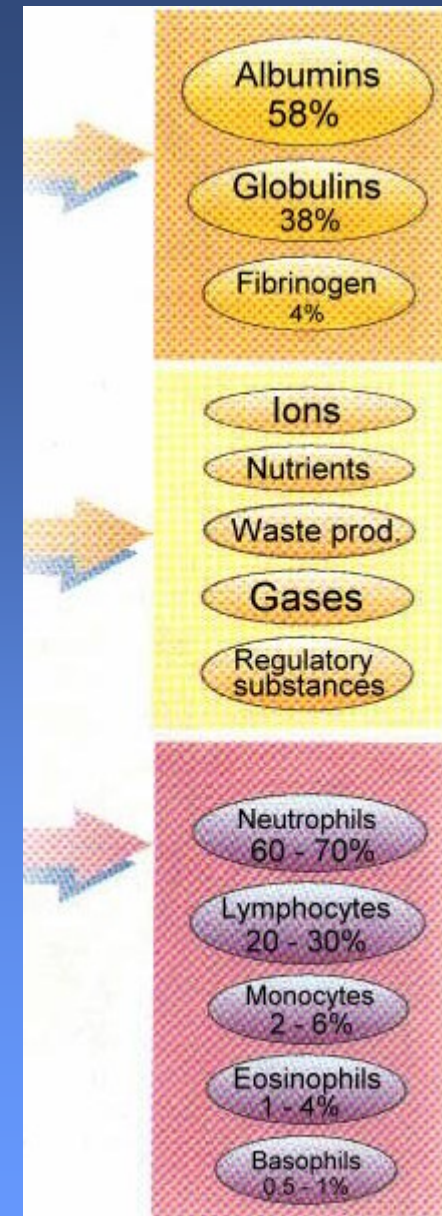 Albumins
58%
Globulins
38%
Fibrinogen
4%
Ions
Nutrients
Waste prod.
Gases
Regulatory
substances
Neutrophils
60 - 70%
Lymphocytes
20 - 30%
Monocytes
2 - 6%
Eosinophils
1 - 4%
Basophils
0.5 - 1%